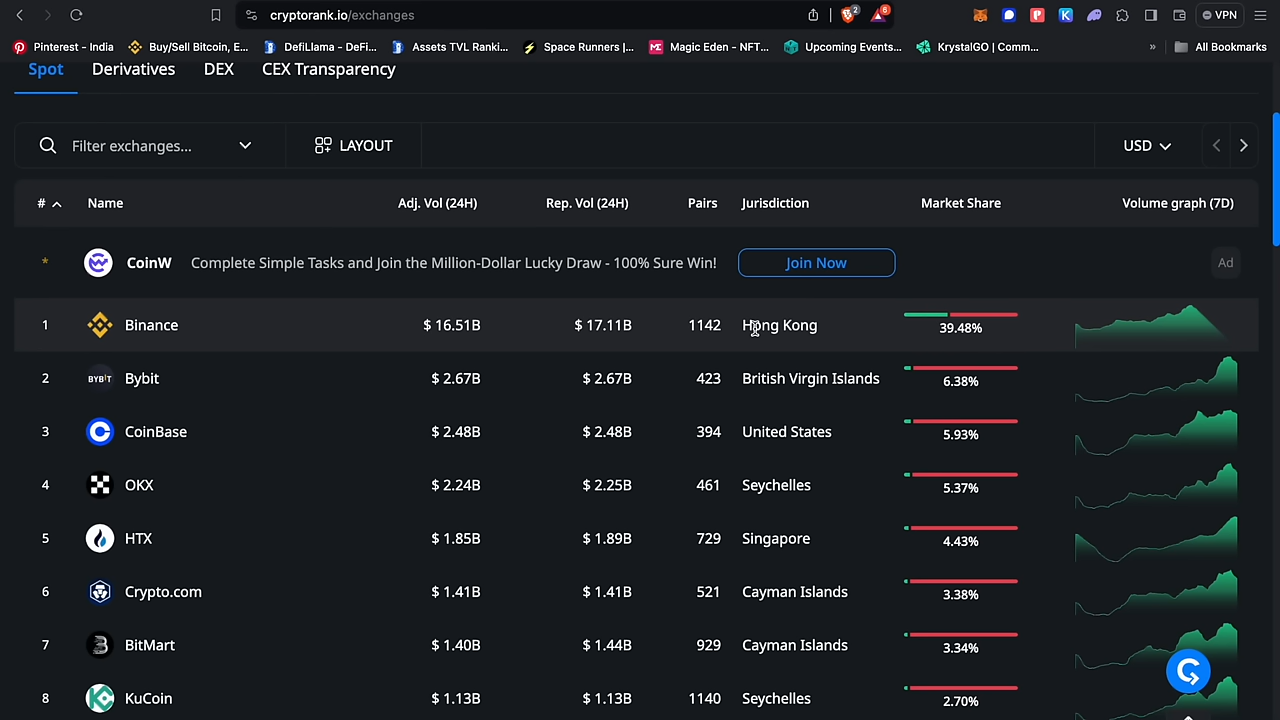 cryptorank.io/exchanges 2 6 VPN
Pinterest - India Buy/Sell Bitcoin, E... DefiLlama - DeFi... Assets TVL Ranki... Space Runners |... Magic Eden - NFT... Upcoming Events... KrystalGO | Comm... » All Bookmarks
Spot Derivatives DEX CEX Transparency
Filter exchanges... LAYOUT USD
# Name Adj. Vol (24H) Rep. Vol (24H) Pairs Jurisdiction Market Share Volume graph (7D)
* CoinW Complete Simple Tasks and Join the Million-Dollar Lucky Draw - 100% Sure Win! Join Now Ad
1 Binance $ 16.51B $ 17.11B 1142 Hong Kong 39.48%
2 BYBIT Bybit $ 2.67B $ 2.67B 423 British Virgin Islands 6.38%
3 CoinBase $ 2.48B $ 2.48B 394 United States 5.93%
4 OKX $ 2.24B $ 2.25B 461 Seychelles 5.37%
5 HTX $ 1.85B $ 1.89B 729 Singapore 4.43%
6 Crypto.com $ 1.41B $ 1.41B 521 Cayman Islands 3.38%
7 BitMart $ 1.40B $ 1.44B 929 Cayman Islands 3.34%
8 KuCoin $ 1.13B $ 1.13B 1140 Seychelles 2.70%